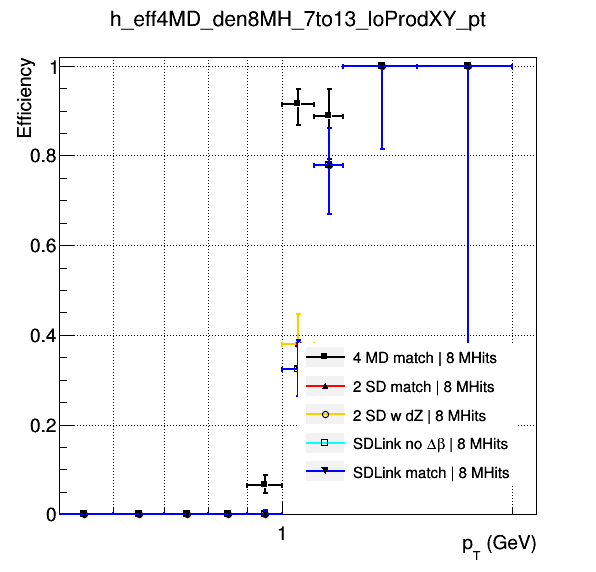 h_eff4MD_den8MH_7to13_loProdXY_pt
Efficiency
1
0.8
0.6
0.4
0.2
0
4 MD match | 8 MHits
2 SD match | 8 MHits
2 SD w dZ | 8 MHits
SDLink no Δβ | 8 MHits
SDLink match | 8 MHits
1
p_T (GeV)